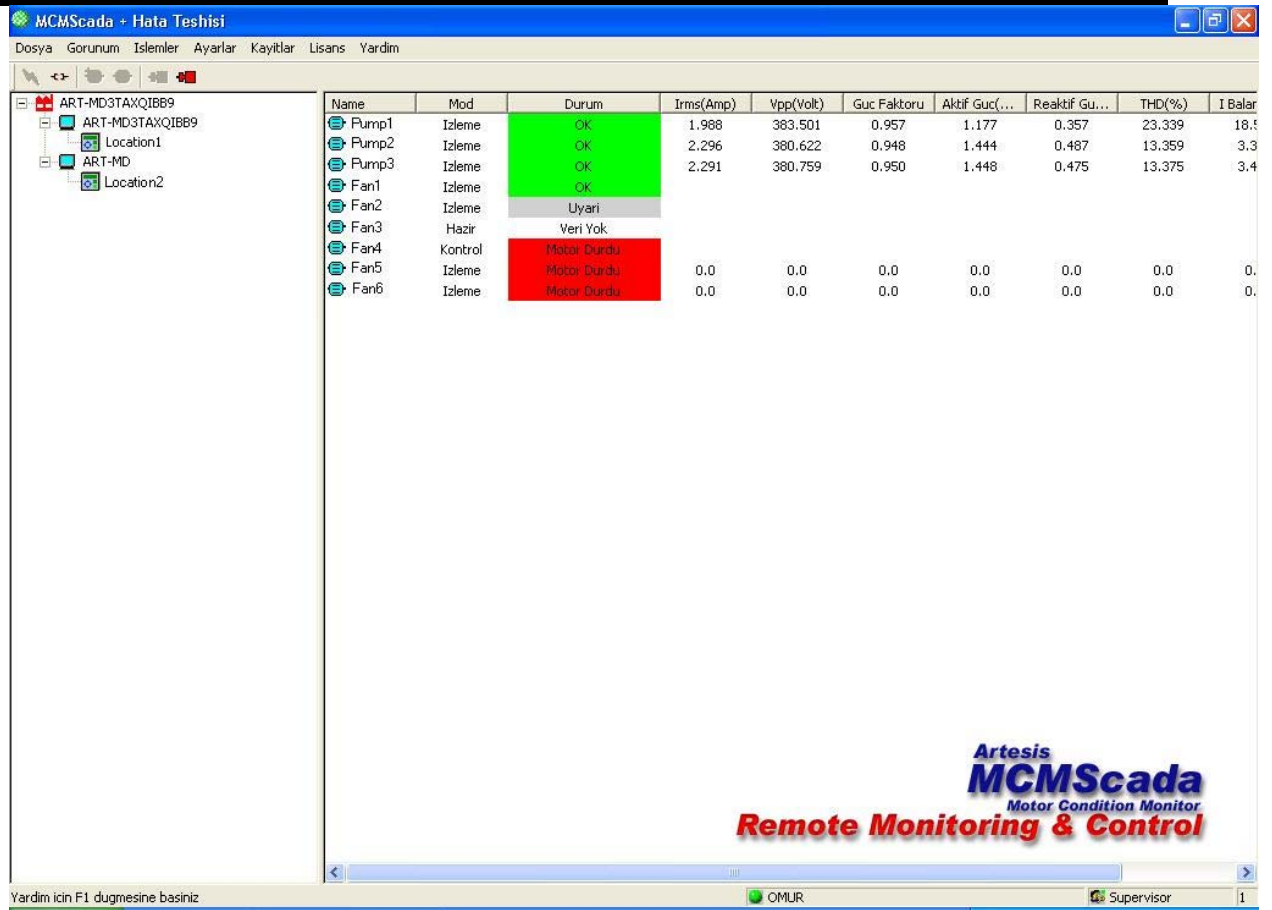 MCMScada + Hata Teshisi
Dosya Gorunum Islemler Ayarlar Kayitlar Lisans Yardim
ART-MD3TAXQIBB9
ART-MD3TAXQIBB9
Location1
ART-MD
Location2
Name Mod Durum Irms(Amp) Vpp(Volt) Guc Faktoru Aktif Guc(... Reaktif Gu... THD(%) I Balar
Pump1 Izleme OK 1.988 383.501 0.957 1.177 0.357 23.339 18.5
Pump2 Izleme OK 2.296 380.622 0.948 1.444 0.487 13.359 3.3
Pump3 Izleme OK 2.291 380.759 0.950 1.448 0.475 13.375 3.4
Fan1 Izleme OK
Fan2 Izleme Uyari
Fan3 Hazir Veri Yok
Fan4 Kontrol Motor Durdu
Fan5 Izleme Motor Durdu 0.0 0.0 0.0 0.0 0.0 0.0 0.
Fan6 Izleme Motor Durdu 0.0 0.0 0.0 0.0 0.0 0.0 0.
Artesis
MCMScada
Motor Condition Monitor
Remote Monitoring & Control
Yardim icin F1 dugmesine basiniz OMUR Supervisor 1